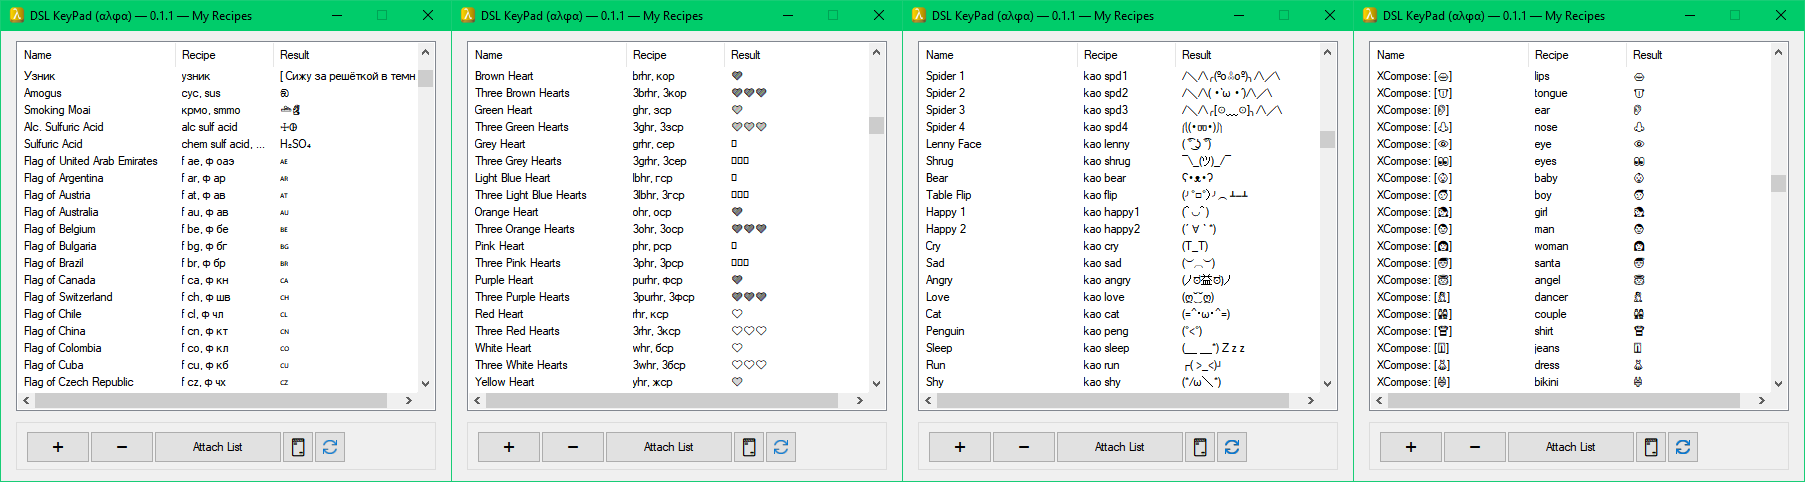 DSL KeyPad (αλφα) — 0.1.1 — My Recipes
Name Recipe Result
Узник узник [ Сижу за решёткой в темн
Amogus сус, sus ඞ
Smoking Moai крмо, smmo 🚬🗿
Alc. Sulfuric Acid alc sulf acid 🜩🜔
Sulfuric Acid chem sulf acid, ... H₂SO₄
Flag of United Arab Emirates f ae, ф оаэ AE
Flag of Argentina f ar, ф ар AR
Flag of Austria f at, ф ав AT
Flag of Australia f au, ф ав AU
Flag of Belgium f be, ф бе BE
Flag of Bulgaria f bg, ф бг BG
Flag of Brazil f br, ф бр BR
Flag of Canada f ca, ф кн CA
Flag of Switzerland f ch, ф шв CH
Flag of Chile f cl, ф чл CL
Flag of China f cn, ф кт CN
Flag of Colombia f co, ф кл CO
Flag of Cuba f cu, ф кб CU
Flag of Czech Republic f cz, ф чх CZ
+ − Attach List
DSL KeyPad (αλφα) — 0.1.1 — My Recipes
Name Recipe Result
Brown Heart brhr, кор 🤎
Three Brown Hearts 3brhr, 3кор 🤎🤎🤎
Green Heart ghr, зср 💚
Three Green Hearts 3ghr, 3зср 💚💚💚
Grey Heart grhr, сер
Three Grey Hearts 3grhr, 3сер
Light Blue Heart lbhr, гср
Three Light Blue Hearts 3lbhr, 3гср
Orange Heart ohr, оср 🧡
Three Orange Hearts 3ohr, 3оср 🧡🧡🧡
Pink Heart phr, рср
Three Pink Hearts 3phr, 3рср
Purple Heart purhr, фср 💜
Three Purple Hearts 3purhr, 3Фср 💜💜💜
Red Heart rhr, кср ❤
Three Red Hearts 3rhr, 3кср ❤❤❤
White Heart whr, бср 🤍
Three White Hearts 3whr, 3бср 🤍🤍🤍
Yellow Heart yhr, жср 💛
+ − Attach List
DSL KeyPad (αλφα) — 0.1.1 — My Recipes
Name Recipe Result
Spider 1 kao spd1
Spider 2 kao spd2
Spider 3 kao spd3
Spider 4 kao spd4
Lenny Face kao lenny ( ͡° ͜ʖ ͡°)
Shrug kao shrug ¯\_(ツ)_/¯
Bear kao bear ʕ•ᴥ•ʔ
Table Flip kao flip (╯°□°)╯︵ ┻━┻
Happy 1 kao happy1 (ˆ◡ˆ)
Happy 2 kao happy2 (´∀｀*)
Cry kao cry (T_T)
Sad kao sad (︶︹︶)
Angry kao angry (ノಠ益ಠ)ノ
Love kao love (ღ˘⌣˘ღ)
Cat kao cat (=^･ω･^=)
Penguin kao peng (°<°)
Sleep kao sleep (__ __*) Z z z
Run kao run ┌( >_<)┘
Shy kao shy (*/ω＼*)
+ − Attach List
DSL KeyPad (αλφα) — 0.1.1 — My Recipes
Name Recipe Result
XCompose: [👄] lips 👄
XCompose: [👅] tongue 👅
XCompose: [👂] ear 👂
XCompose: [👃] nose 👃
XCompose: [👁] eye 👁
XCompose: [👀] eyes 👀
XCompose: [👶] baby 👶
XCompose: [👦] boy 👦
XCompose: [👧] girl 👧
XCompose: [👨] man 👨
XCompose: [👩] woman 👩
XCompose: [🎅] santa 🎅
XCompose: [👼] angel 👼
XCompose: [💃] dancer 💃
XCompose: [👫] couple 👫
XCompose: [👕] shirt 👕
XCompose: [👖] jeans 👖
XCompose: [👗] dress 👗
XCompose: [👙] bikini 👙
+ − Attach List